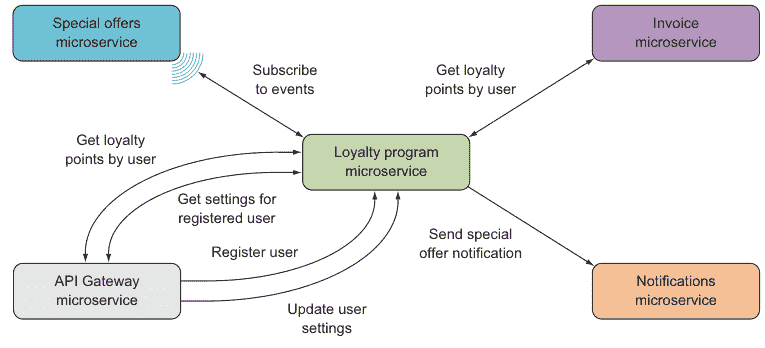 Special offers
microservice
Invoice
microservice
Subscribe
to events
Get loyalty
points by user
Get loyalty
points by user
Loyalty program
microservice
Get settings for
registered user
Send special
offer notification
Register user
API Gateway
microservice
Notifications
microservice
Update user
settings